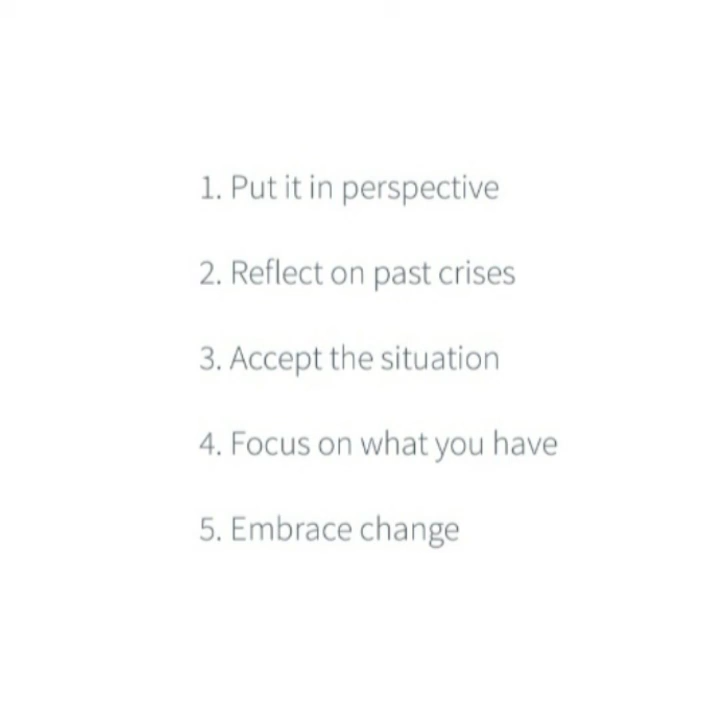 1. Put it in perspective
2. Reflect on past crises
3. Accept the situation
4. Focus on what you have
5. Embrace change